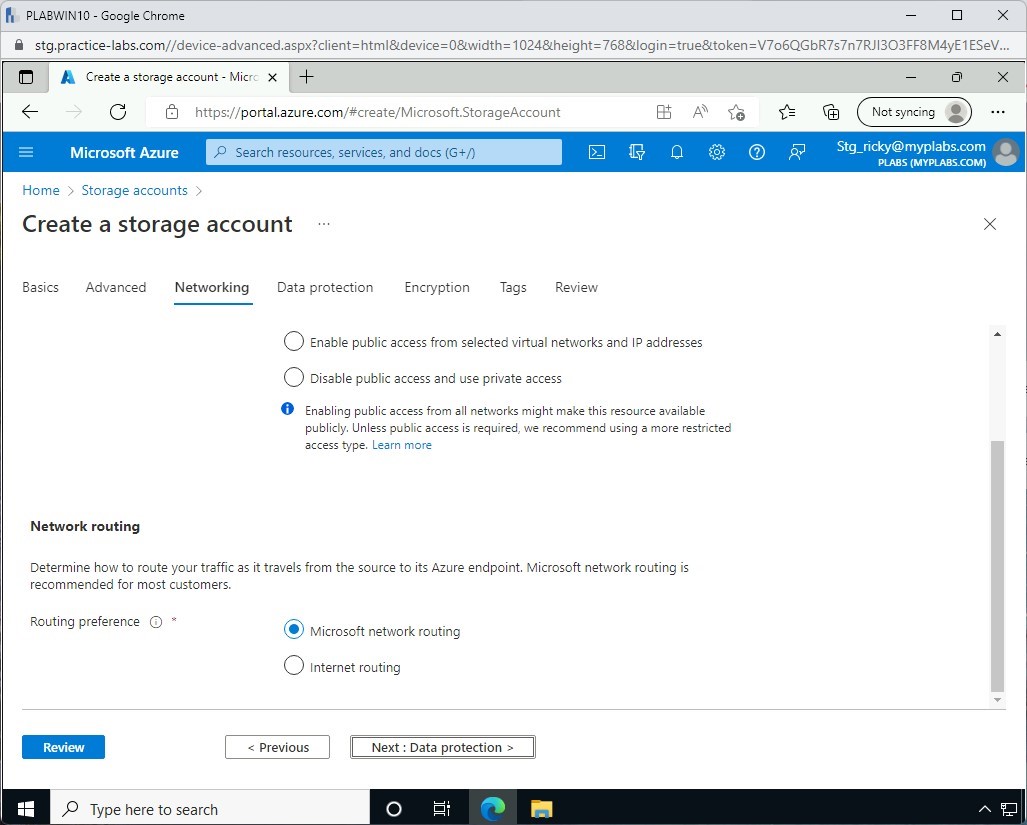 PLABWIN10 - Google Chrome
stg.practice-labs.com//device-advanced.aspx?client=html&device=0&width=1024&height=768&login=true&token=V7o6QGbR7s7n7RJI3O3FF8M4yE1ESeV...
Create a storage account - Micro
https://portal.azure.com/#create/Microsoft.StorageAccount
Not syncing
Microsoft Azure
Search resources, services, and docs (G+/)
Stg_ricky@myplabs.com
PLABS (MYPLABS.COM)
Home > Storage accounts >
Create a storage account ...
Basics Advanced Networking Data protection Encryption Tags Review
Enable public access from selected virtual networks and IP addresses
Disable public access and use private access
Enabling public access from all networks might make this resource available
publicly. Unless public access is required, we recommend using a more restricted
access type. Learn more
Network routing
Determine how to route your traffic as it travels from the source to its Azure endpoint. Microsoft network routing is
recommended for most customers.
Routing preference *
Microsoft network routing
Internet routing
Review
< Previous
Next : Data protection >
Type here to search